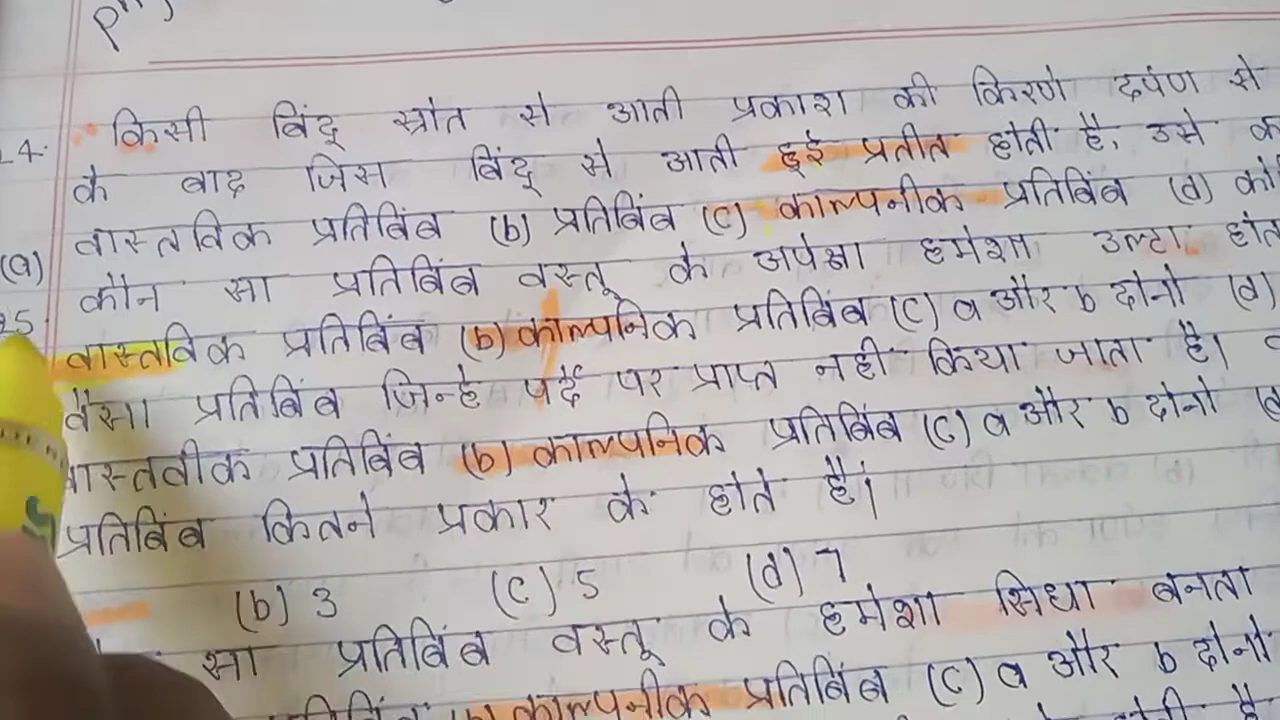 24. किसी बिंदू स्त्रोत से आती प्रकाश की किरणे दर्पण से
के बाद जिस बिंदू से आती हुई प्रतीत होती है, उसे
(a) वास्तविक प्रतिबिंब (b) प्रतिबिंब (c) काल्पनीक प्रतिबिंब (d)
25. कौन सा प्रतिबिंब वस्तू के अपेक्षा हमेशा उल्टा
वास्तविक प्रतिबिंब (b) काल्पनिक प्रतिबिंब (c) a और b दोनो (d)
वैसा प्रतिबिंब जिन्हे पर्दे पर प्राप्त नही किया जाता है।
वास्तवीक प्रतिबिंब (b) काल्पनिक प्रतिबिंब (c) a और b दोनो
प्रतिबिंब कितने प्रकार के होते है।
(b) 3 (c) 5 (d) 7
सा प्रतिबिंब वस्तू के हमेशा सिधा बनता
काल्पनीक प्रतिबिंब (c) a और b दोनो